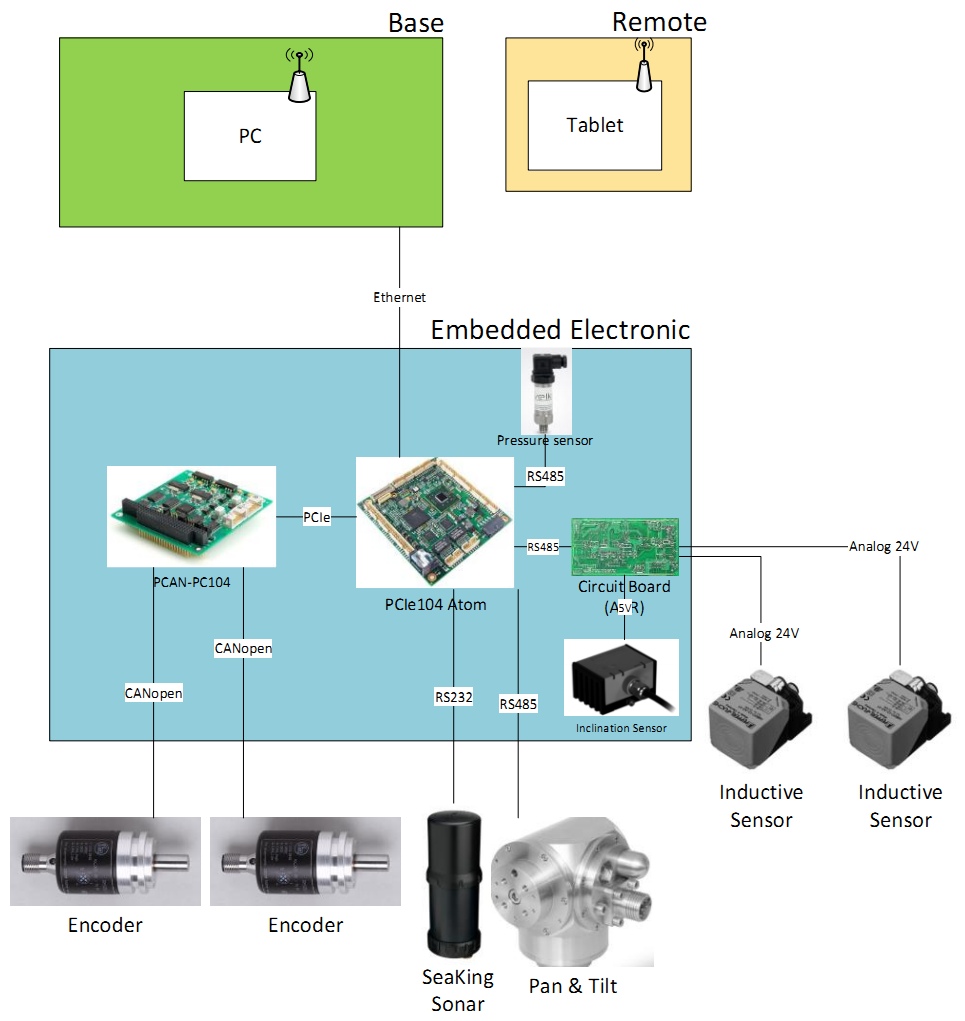 Base
Remote
PC
Tablet
Ethernet
Embedded Electronic
Pressure sensor
RS485
PCIe
RS485
Analog 24V
PCAN-PC104
PCIe104 Atom
Circuit Board
5V
Analog 24V
CANopen
CANopen
RS232
RS485
Inclination Sensor
Inductive
Sensor
Inductive
Sensor
Encoder
Encoder
SeaKing
Sonar
Pan & Tilt